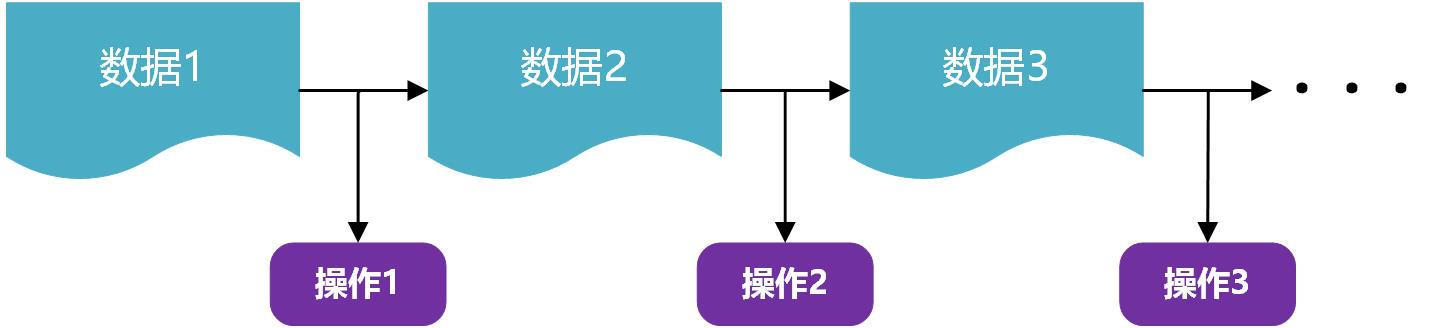 数据1
数据2
数据3
• • •
操作1
操作2
操作3